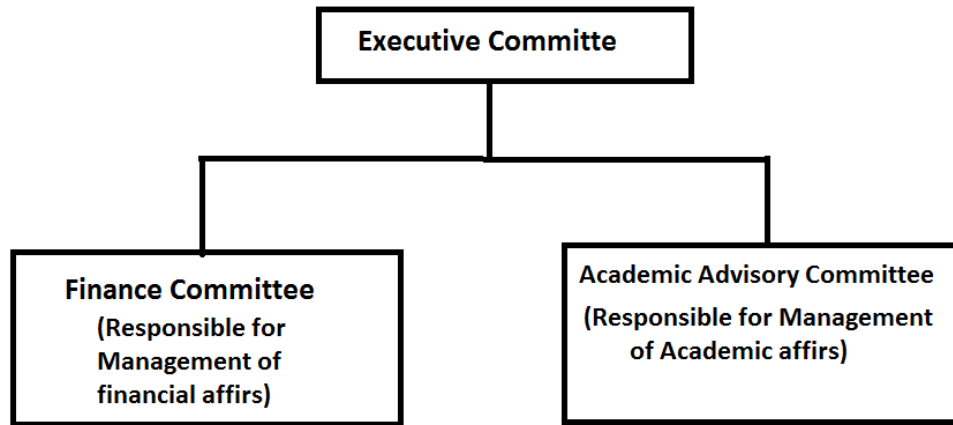 Executive Committe
Finance Committee
(Responsible for
Management of
financial affirs)
Academic Advisory Committee
(Responsible for Management
of Academic affirs)